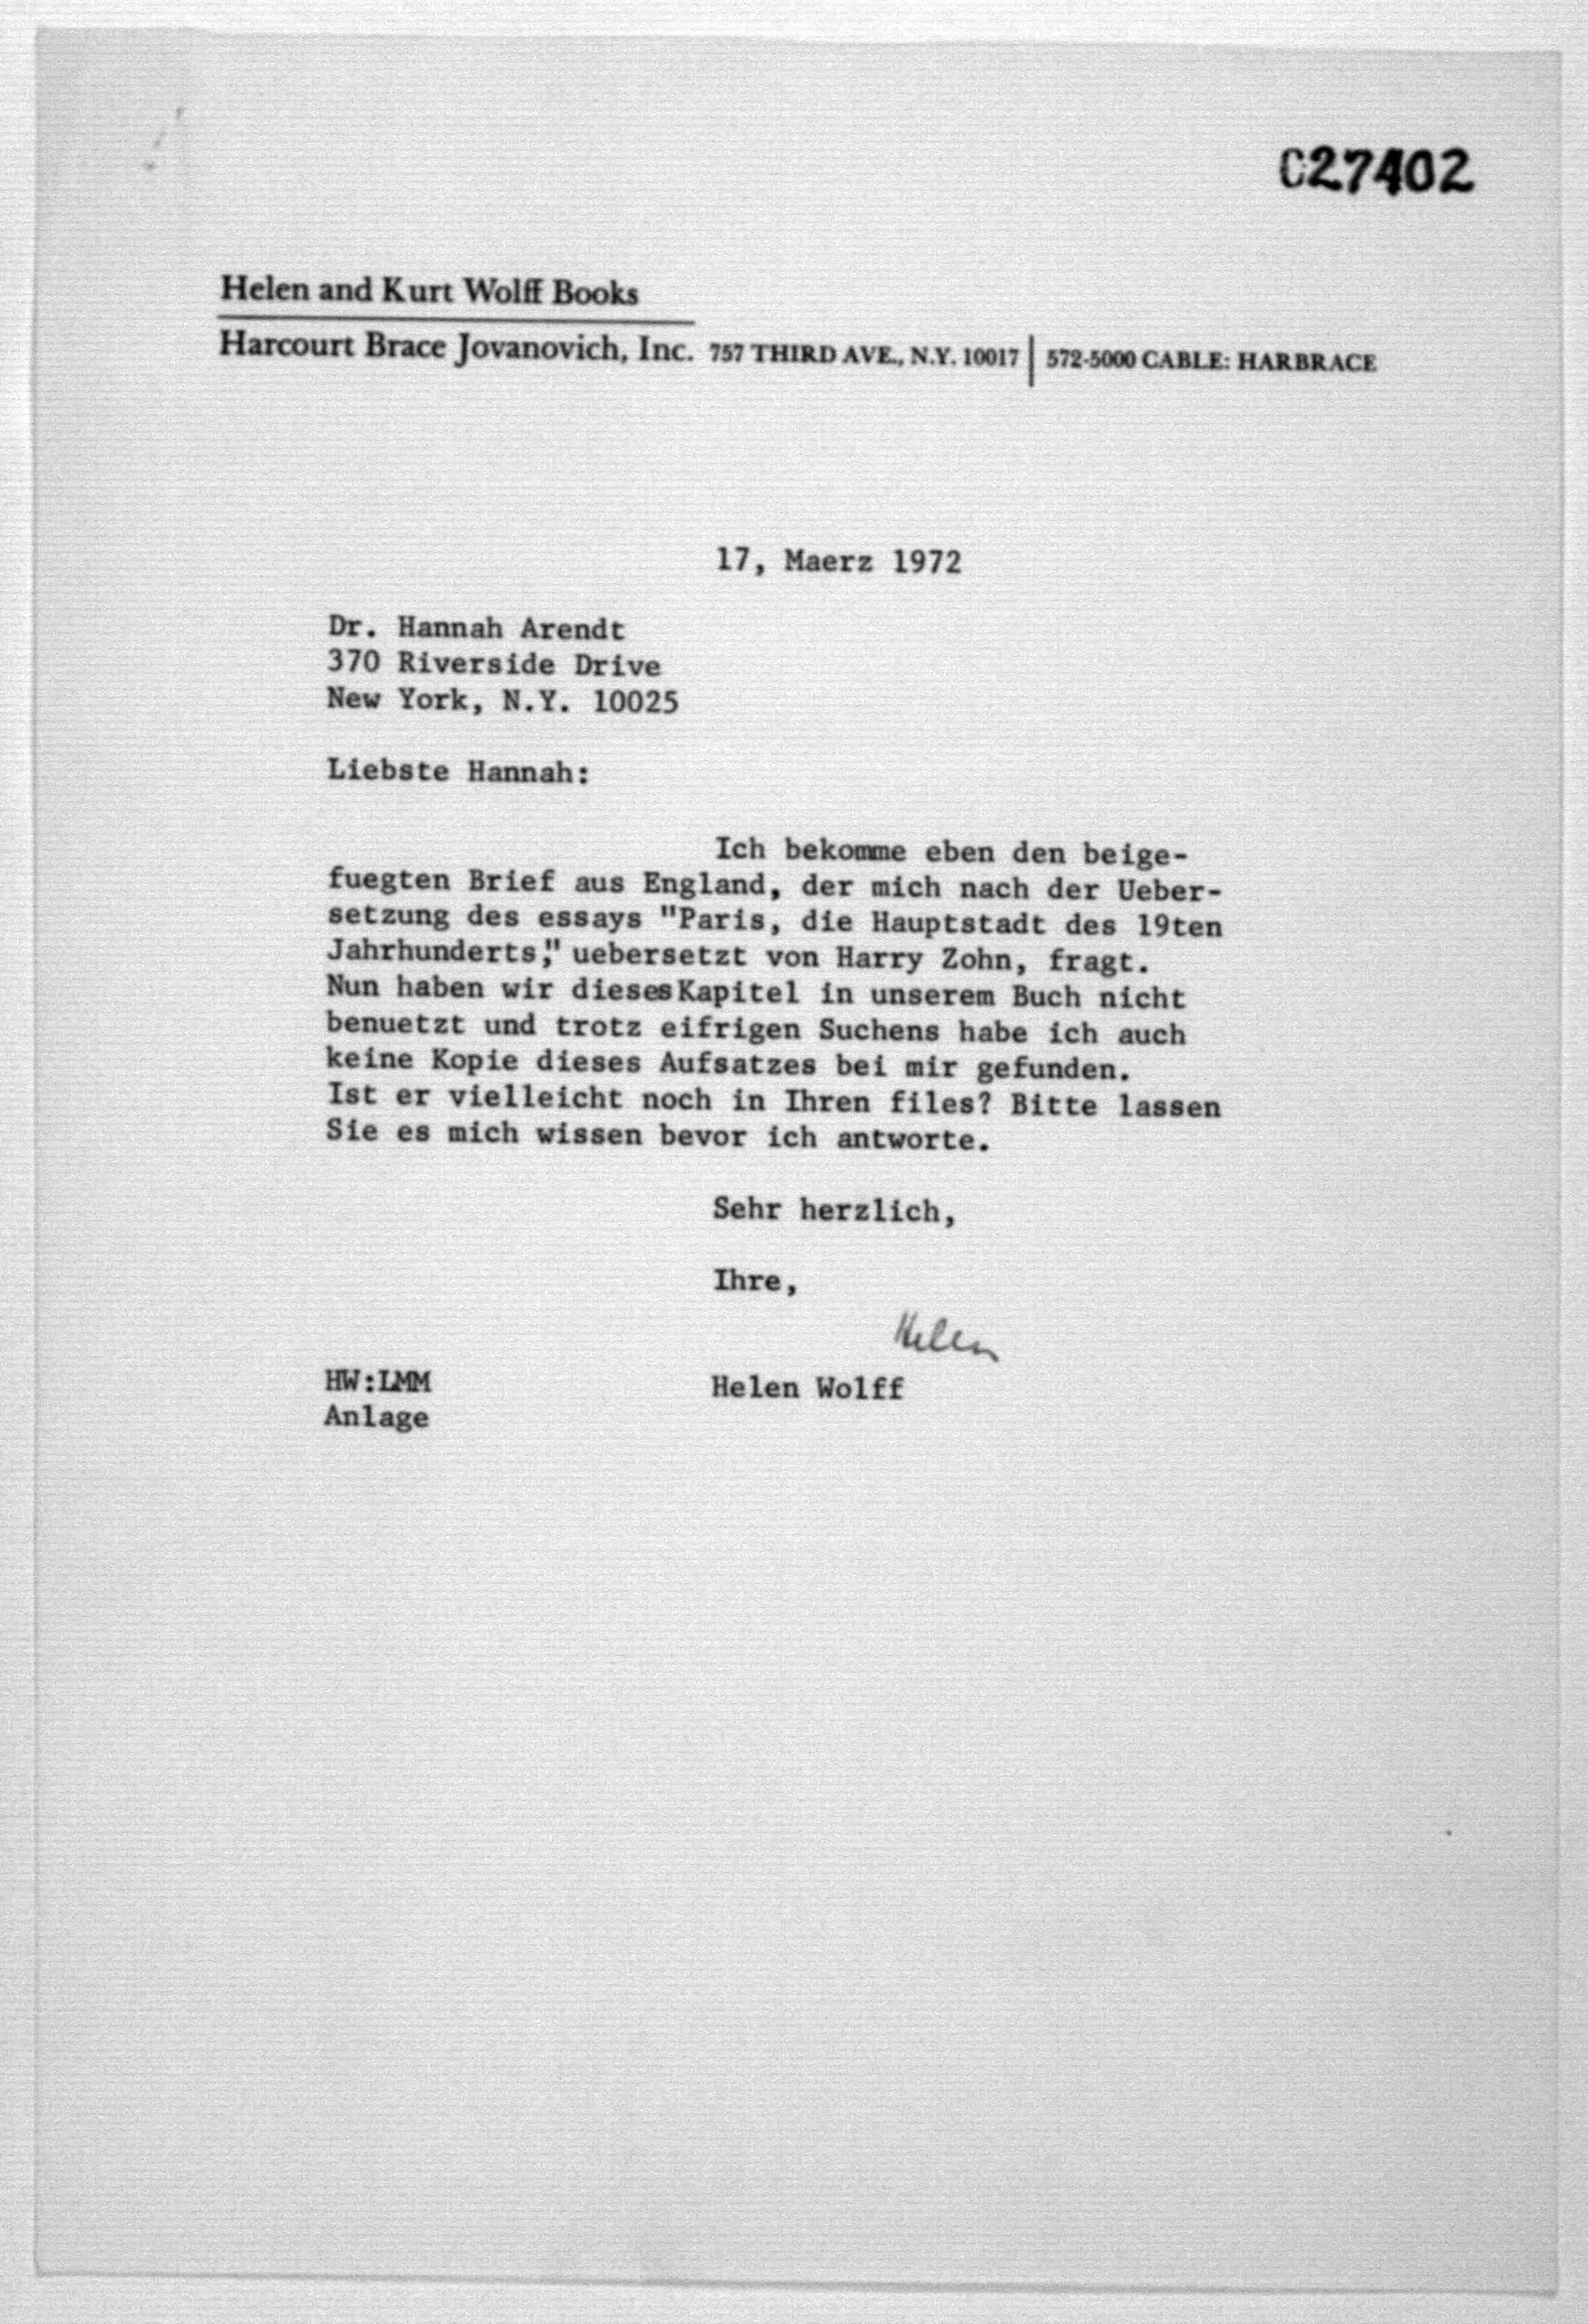 C27402
Helen and Kurt Wolff Books
Harcourt Brace Jovanovich, Inc. 757 THIRD AVE., N.Y. 10017 | 572-5000 CABLE: HARBRACE
17, Maerz 1972
Dr. Hannah Arendt
370 Riverside Drive
New York, N.Y. 10025
Liebste Hannah:
Ich bekomme eben den beige-
fuegten Brief aus England, der mich nach der Ueber-
setzung des essays "Paris, die Hauptstadt des 19ten
Jahrhunderts," uebersetzt von Harry Zohn, fragt.
Nun haben wir dieses Kapitel in unserem Buch nicht
benuetzt und trotz eifrigen Suchens habe ich auch
keine Kopie dieses Aufsatzes bei mir gefunden.
Ist er vielleicht noch in Ihren files? Bitte lassen
Sie es mich wissen bevor ich antworte.
Sehr herzlich,
Ihre,
Helen
HW:LMM Helen Wolff
Anlage